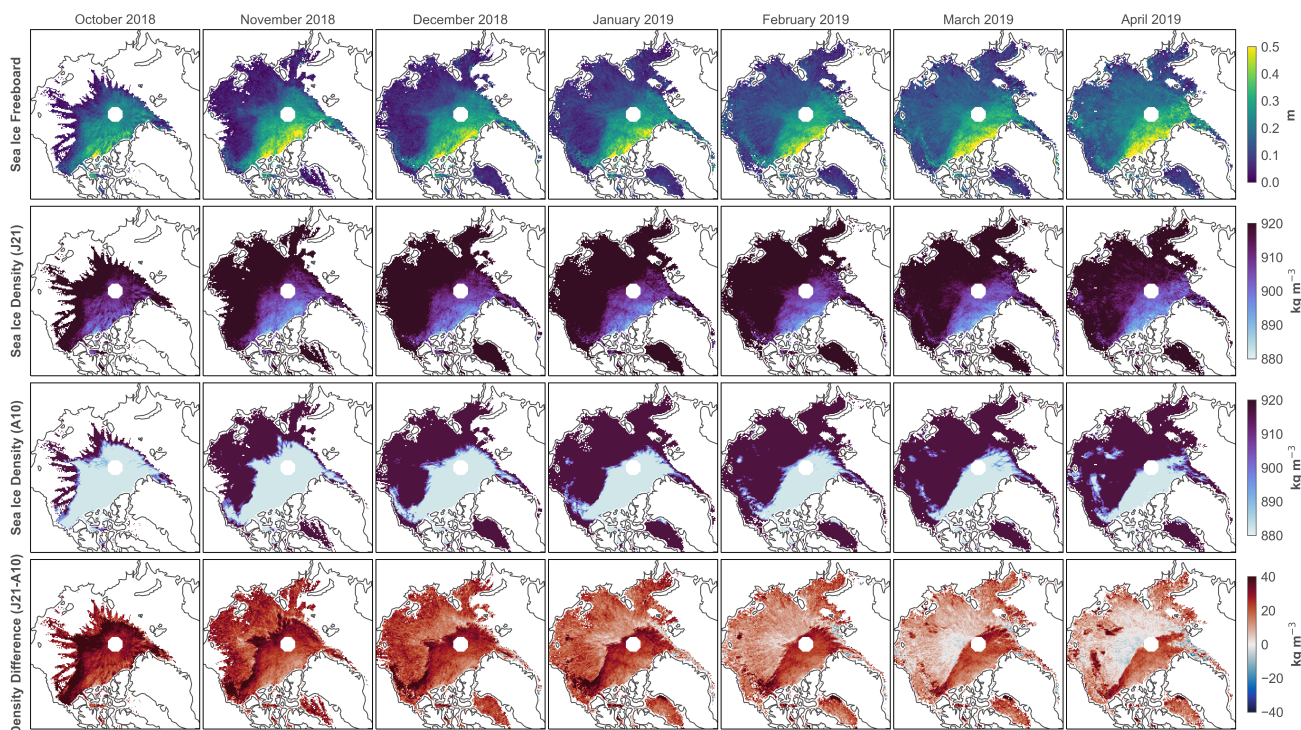 October 2018 November 2018 December 2018 January 2019 February 2019 March 2019 April 2019
Sea Ice Freeboard
0.5
0.4
0.3
0.2
0.1
0.0
m
Sea Ice Density (J21)
920
910
900
890
880
kg m⁻³
Sea Ice Density (A10)
920
910
900
890
880
kg m⁻³
Density Difference (J21-A10)
40
20
0
−20
−40
kg m⁻³